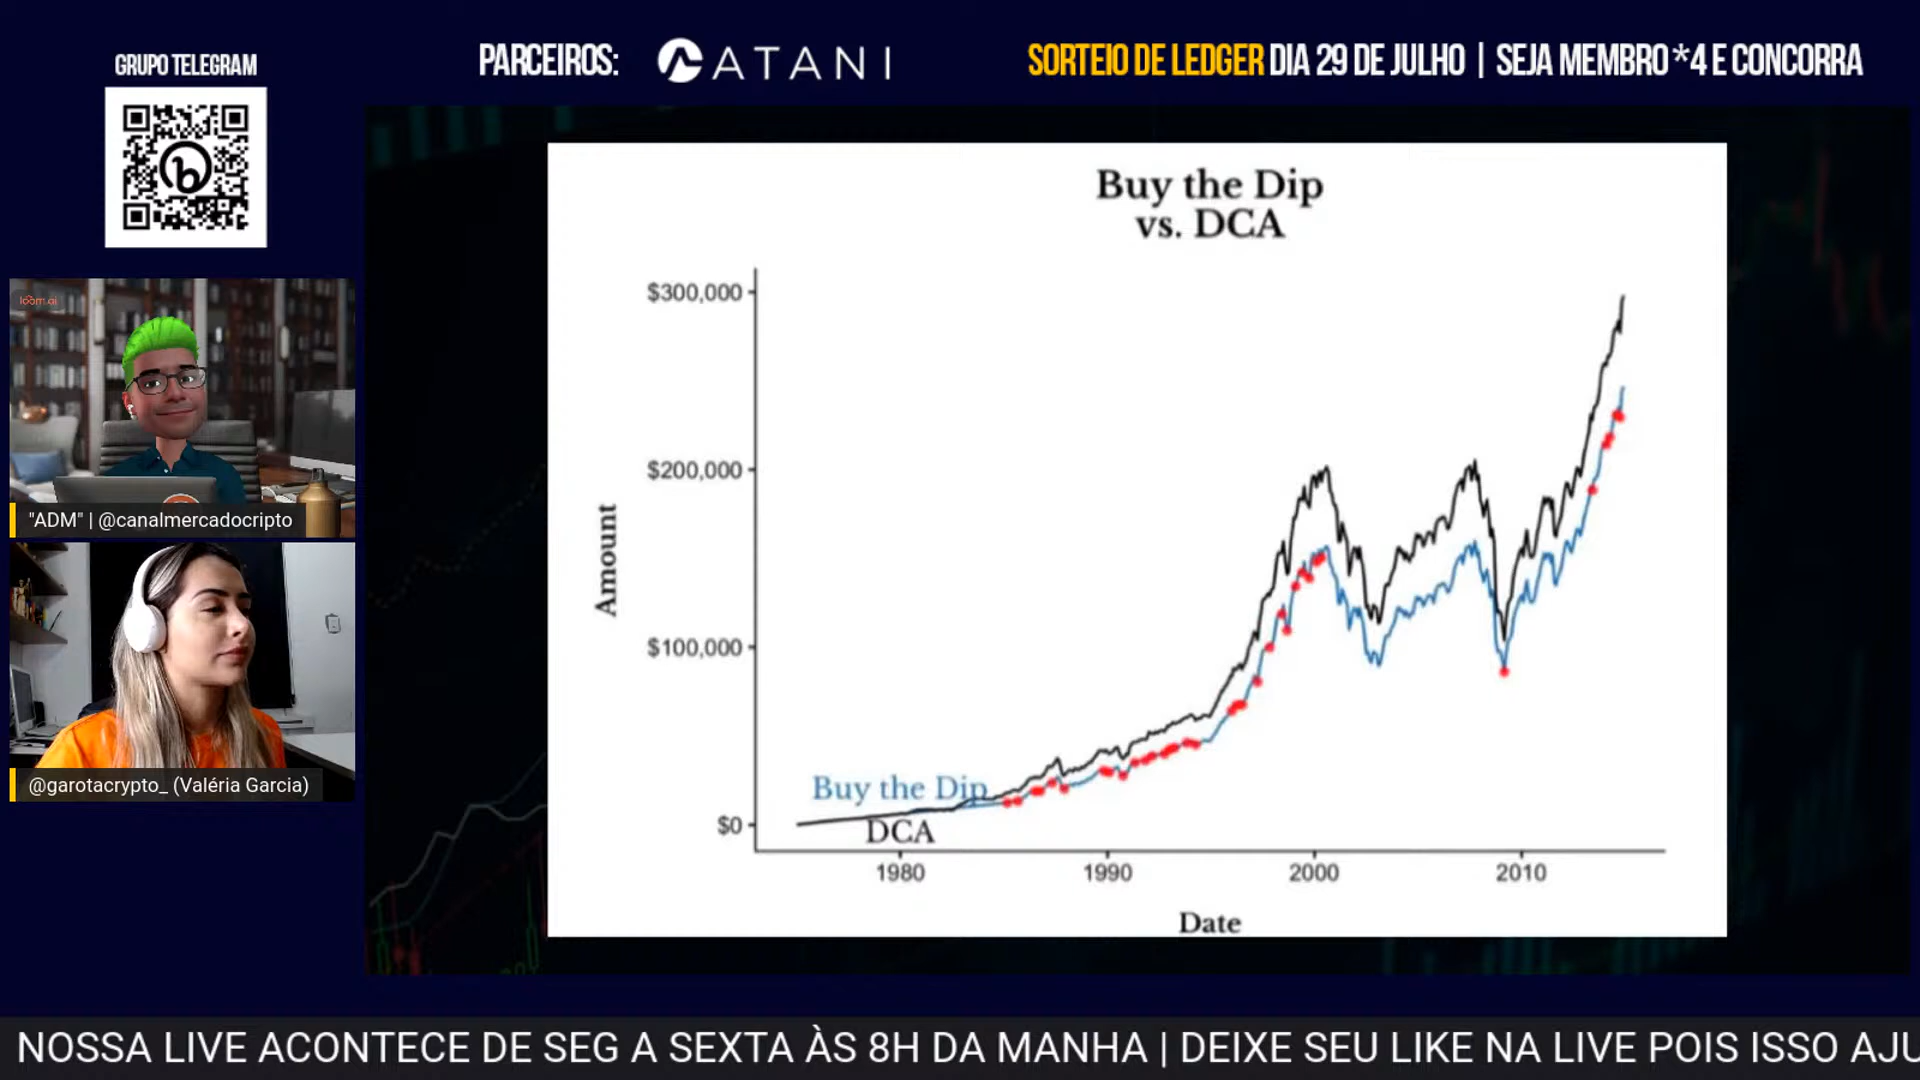 GRUPO TELEGRAM
PARCEIROS: ATANI
SORTEIO DE LEDGER DIA 29 DE JULHO | SEJA MEMBRO *4 E CONCORRA
loom.ai
"ADM" | @canalmercadocripto
@garotacrypto_ (Valéria Garcia)
Buy the Dip
vs. DCA
$300,000
$200,000
$100,000
$0
Amount
Buy the Dip
DCA
1980 1990 2000 2010
Date
NOSSA LIVE ACONTECE DE SEG A SEXTA ÀS 8H DA MANHA | DEIXE SEU LIKE NA LIVE POIS ISSO AJU